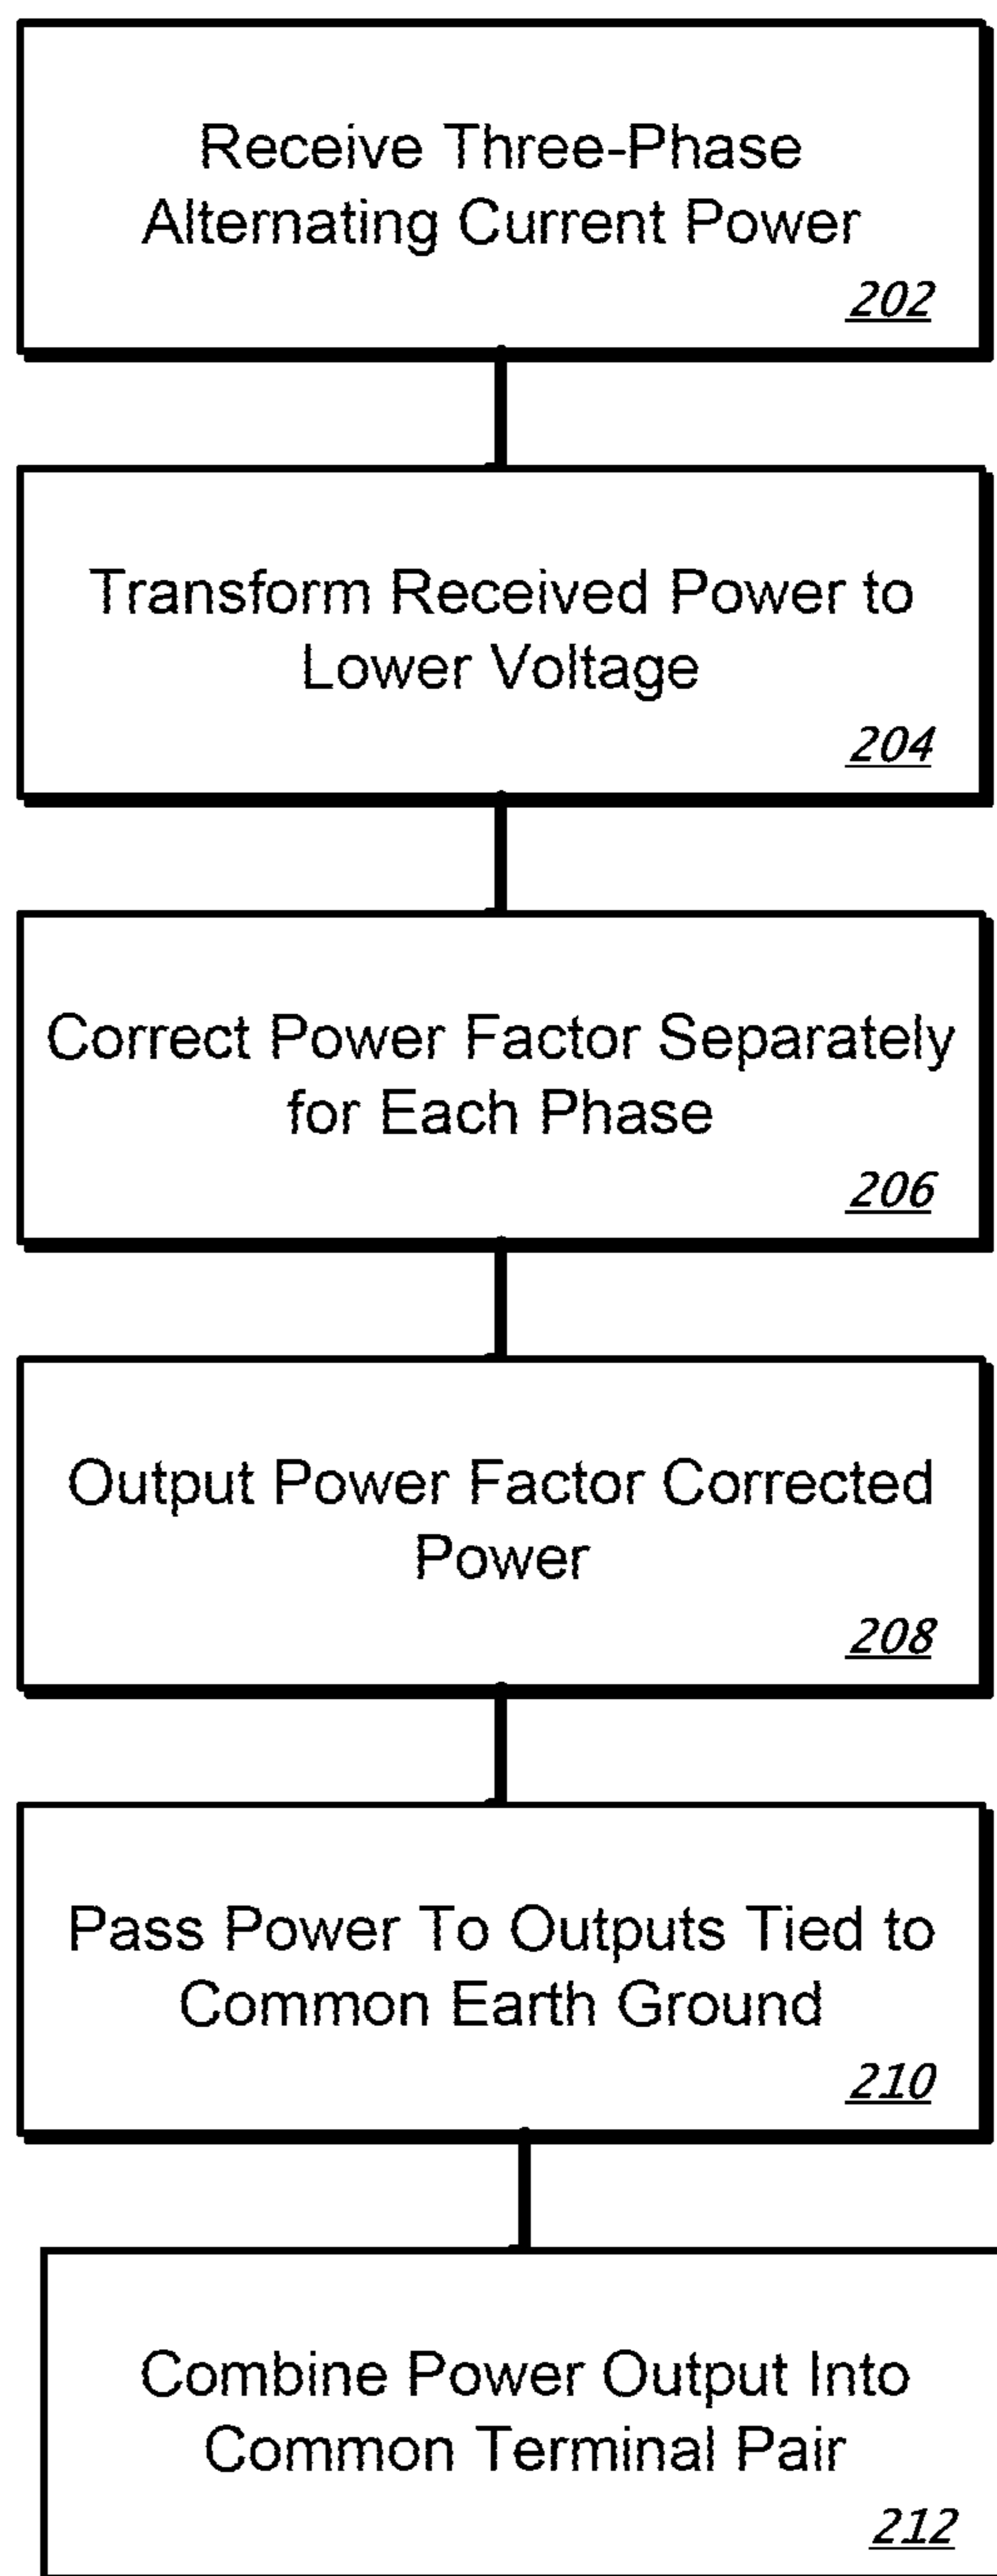 Receive Three-Phase
Alternating Current Power
202
Transform Received Power to
Lower Voltage
204
Correct Power Factor Separately
for Each Phase
206
Output Power Factor Corrected
Power
208
Pass Power To Outputs Tied to
Common Earth Ground
210
Combine Power Output Into
Common Terminal Pair
212